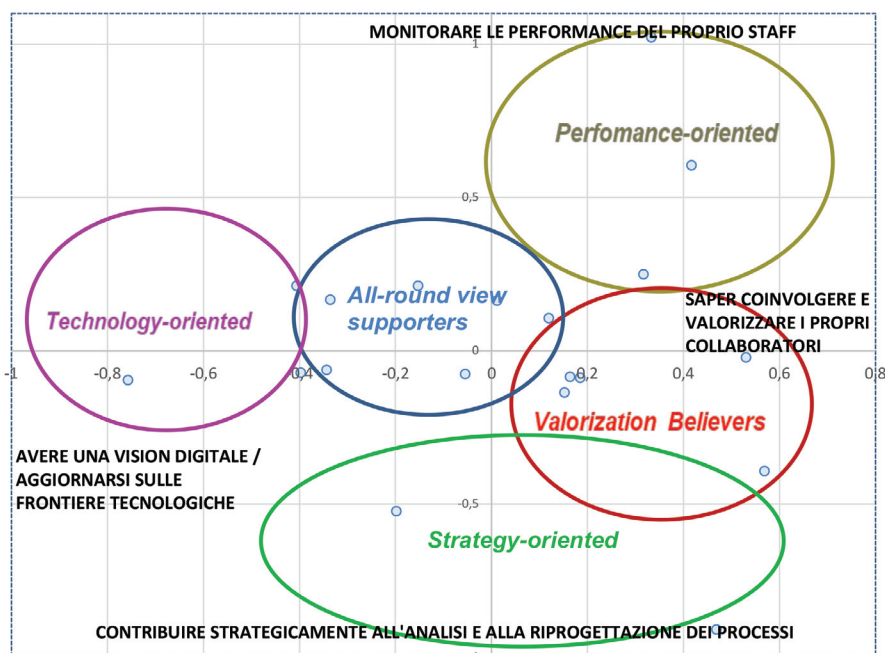 MONITORARE LE PERFORMANCE DEL PROPRIO STAFF
1
Perfomance-oriented
0,5
SAPER COINVOLGERE E
VALORIZZARE I PROPRI
COLLABORATORI
All-round view
supporters
Technology-oriented
0
-1 -0,8 -0,6 -0,4 -0,2 0 0,2 0,4 0,6 0,8
Valorization Believers
AVERE UNA VISION DIGITALE /
AGGIORNARSI SULLE
FRONTIERE TECNOLOGICHE
-0,5
Strategy-oriented
CONTRIBUIRE STRATEGICAMENTE ALL'ANALISI E ALLA RIPROGETTAZIONE DEI PROCESSI